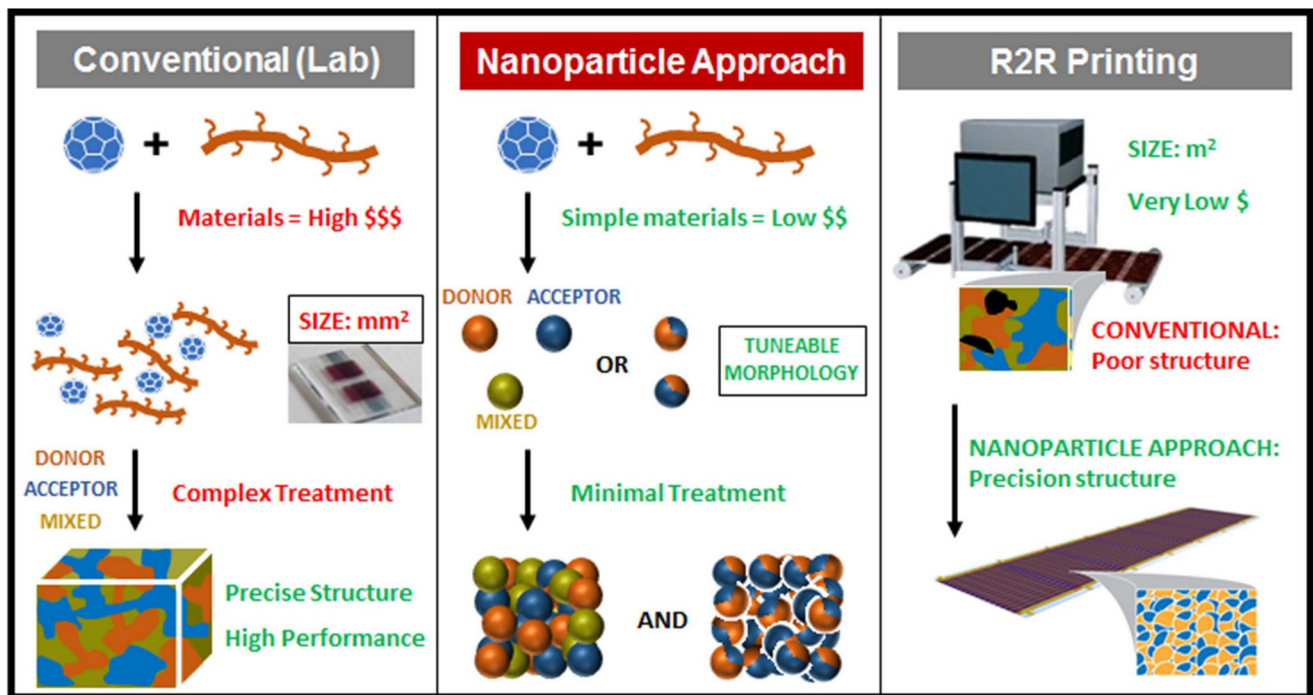 Conventional (Lab)
+
Materials = High $$$
SIZE: mm²
DONOR
ACCEPTOR
MIXED
Complex Treatment
Precise Structure
High Performance
Nanoparticle Approach
+
Simple materials = Low $$
DONOR ACCEPTOR
OR
MIXED
TUNEABLE
MORPHOLOGY
Minimal Treatment
AND
R2R Printing
SIZE: m²
Very Low $
CONVENTIONAL:
Poor structure
NANOPARTICLE APPROACH:
Precision structure